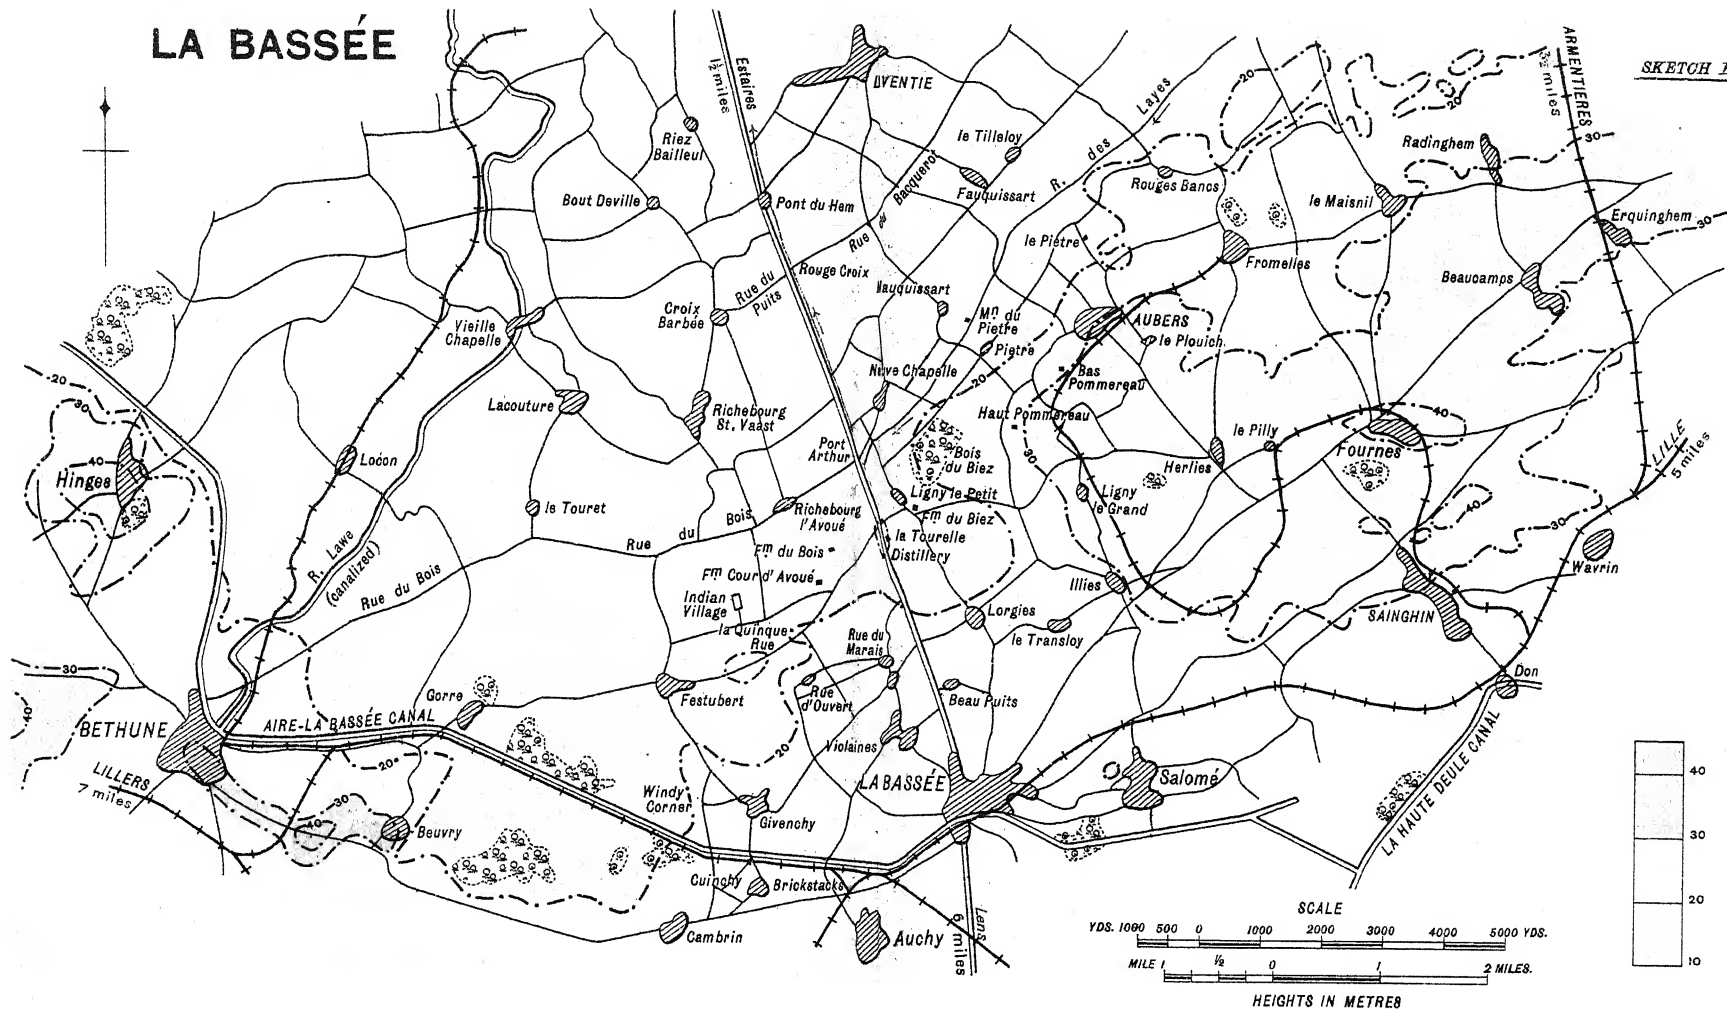 LA BASSÉE
SKETCH
Estaires
1½ miles
LAVENTIE
Riez
Bailleul
Bout Deville
Pont du Hem
le Tilleloy
Fauquissart
R. des Layes
Rue du Bacquerot
Rouges Bancs
le Maisnil
Radinghem
ARMENTIÈRES
3½ miles
Erquinghem
Beaucamps
Fromelles
le Pietre
Rouge Croix
Rue du
Puits
Croix
Barbée
Mauquissart
Mn du
Pietre
Pietre
AUBERS
le Plouich
Bas
Pommereau
Haut Pommereau
Nuve Chapelle
Vieille
Chapelle
Lacouture
Richebourg
St. Vaast
Port
Arthur
Bois
du Biez
Ligny le Petit
Fm du Biez
la Tourelle
Distillery
Ligny
le Grand
Herlies
le Pilly
Fournes
LILLE
5 miles
Wavrin
SAINGHIN
Don
Hinges
Locon
le Touret
Richebourg
l'Avoué
Rue du Bois
R. Lawe
(canalized)
Rue du Bois
Fm du Bois
Fm Cour d'Avoué
Indian
Village
la Quinque
Rue
Rue du
Marais
Lorgies
Illies
le Transloy
Festubert
Rue
d'Ouvert
Beau Puits
Violaines
Gorre
BETHUNE
AIRE-LA BASSÉE CANAL
LILLERS
7 miles
Beuvry
Windy
Corner
Givenchy
LA BASSÉE
Salomé
LA HAUTE DEULE CANAL
Cuinchy
Brickstacks
Cambrin
Auchy
Lens
6 miles
20
30
40
SCALE
YDS. 1000 500 0 1000 2000 3000 4000 5000 YDS.
MILE 1 ½ 0 1 2 MILES.
HEIGHTS IN METRES
40
30
20
10